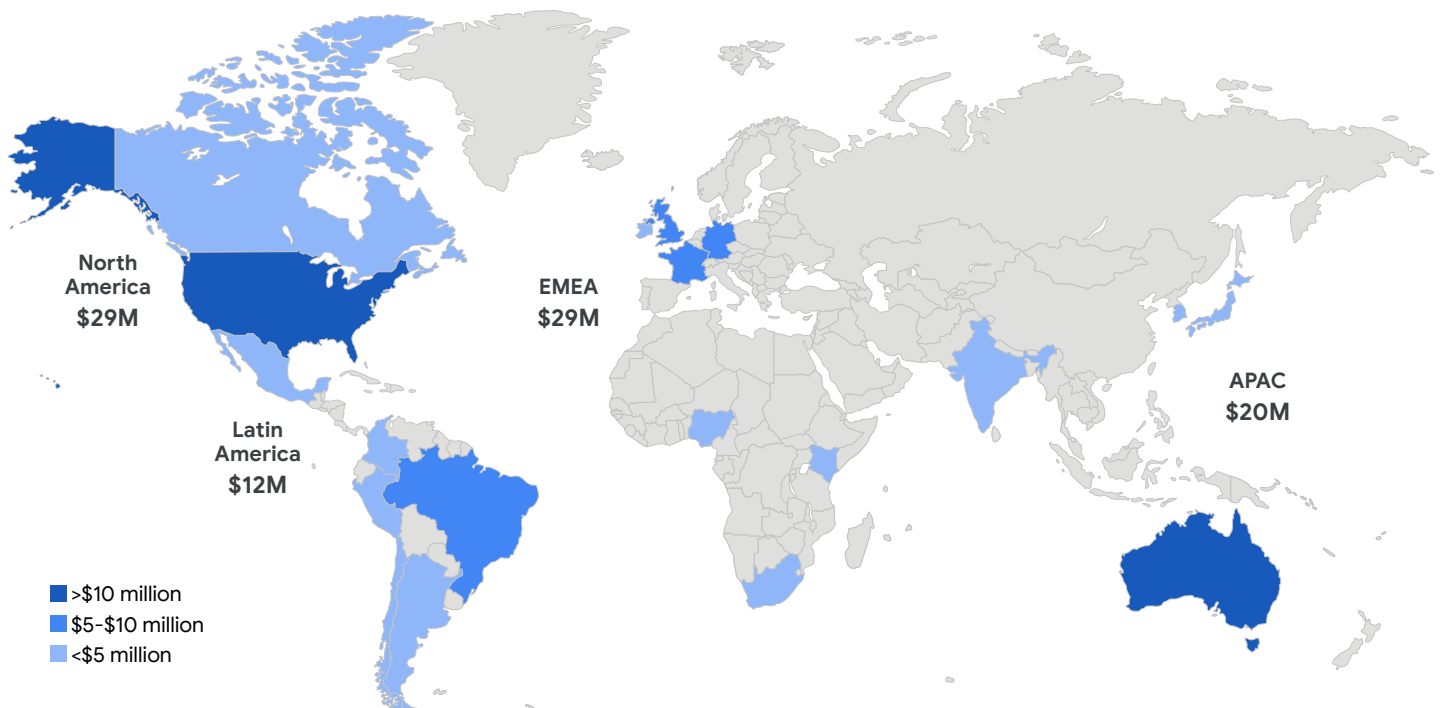 North
America
$29M
EMEA
$29M
APAC
$20M
Latin
America
$12M
>$10 million
$5-$10 million
<$5 million